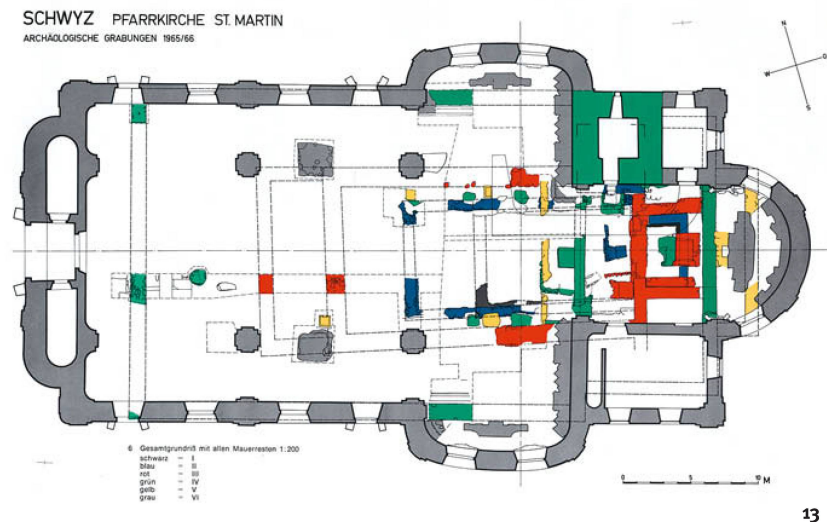 SCHWYZ PFARRKIRCHE ST. MARTIN
ARCHÄOLOGISCHE GRABUNGEN 1965/66
N
W
O
S
6 Gesamtgrundriß mit allen Mauerresten 1:200
schwarz – I
blau – II
rot – III
grün – IV
gelb – V
grau – VI
0 5 10 M
13